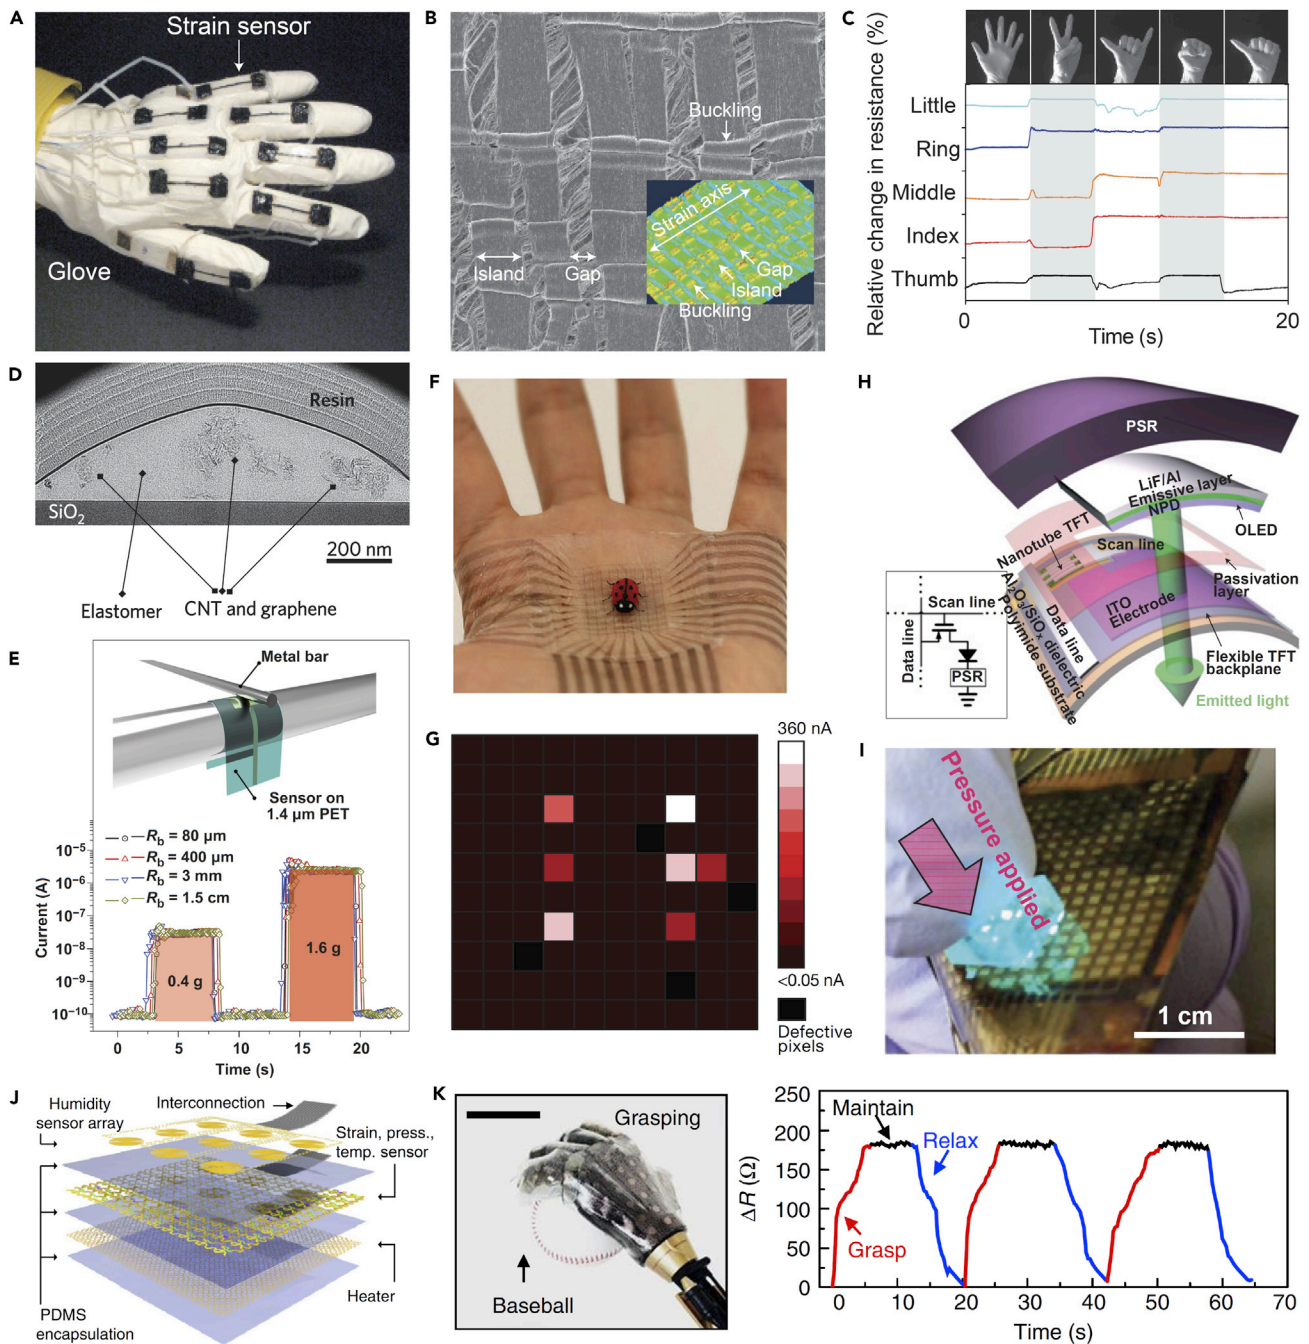 A
Strain sensor
Glove
B
Buckling
Strain axis
Island
Gap
Gap
Island
Buckling
C
Relative change in resistance (%)
Little
Ring
Middle
Index
Thumb
0
20
Time (s)
D
Resin
SiO2
200 nm
Elastomer
CNT and graphene
E
Metal bar
Sensor on
1.4 μm PET
Rb = 80 μm
Rb = 400 μm
Rb = 3 mm
Rb = 1.5 cm
Current (A)
10⁻⁵
10⁻⁶
10⁻⁷
10⁻⁸
10⁻⁹
10⁻¹⁰
0.4 g
1.6 g
0
5
10
15
20
Time (s)
F
G
360 nA
<0.05 nA
Defective
pixels
H
PSR
LiF/Al
Emissive layer
NPD
OLED
Nanotube TFT
Scan line
Passivation
layer
ITO
Electrode
Data line
Al2O3/SiOx dielectric
Polyimide substrate
Flexible TFT
backplane
Emitted light
Scan line
Data line
PSR
I
Pressure applied
1 cm
J
Humidity
sensor array
Interconnection
Strain, press.,
temp. sensor
Heater
PDMS
encapsulation
K
Grasping
Baseball
ΔR (Ω)
250
200
150
100
50
0
Maintain
Relax
Grasp
0
10
20
30
40
50
60
70
Time (s)